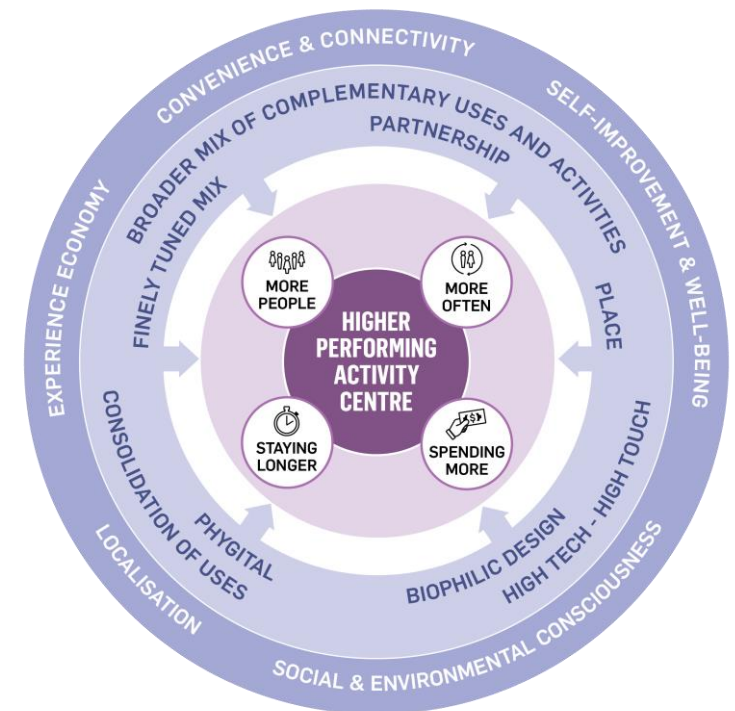 CONVENIENCE & CONNECTIVITY
SELF-IMPROVEMENT & WELL-BEING
SOCIAL & ENVIRONMENTAL CONSCIOUSNESS
LOCALISATION
EXPERIENCE ECONOMY
BROADER MIX OF COMPLEMENTARY USES AND ACTIVITIES
PARTNERSHIP
PLACE
HIGH TECH - HIGH TOUCH
BIOPHILIC DESIGN
PHYGITAL
CONSOLIDATION OF USES
FINELY TUNED MIX
MORE
PEOPLE
MORE
OFTEN
HIGHER
PERFORMING
ACTIVITY
CENTRE
STAYING
LONGER
$
SPENDING
MORE